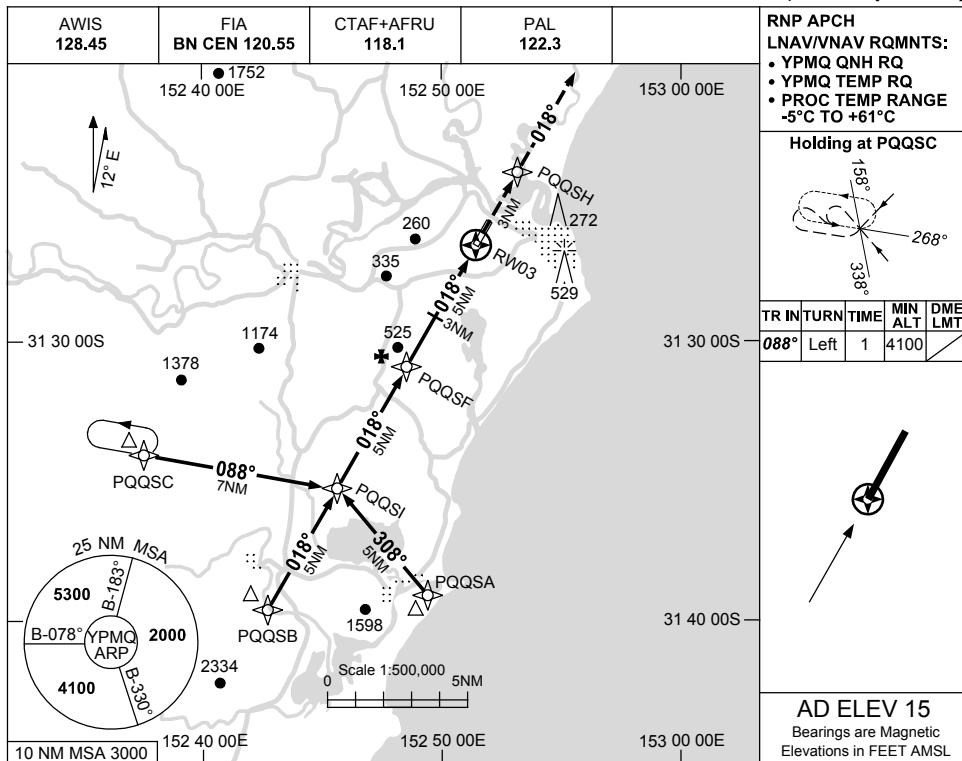 AWIS
128.45
FIA
BN CEN 120.55
CTAF+AFRU
118.1
PAL
122.3
RNP APCH
LNAV/VNAV RQMNTS:
• YPMQ QNH RQ
• YPMQ TEMP RQ
• PROC TEMP RANGE
-5°C TO +61°C
1752
152 40 00E
152 50 00E
153 00 00E
12° E
018°
PQQSH
3NM
272
260
RW03
335
529
018°
5NM
3NM
31 30 00S
31 30 00S
525
1174
1378
PQQSF
018°
5NM
088°
7NM
PQQSC
PQQSI
308°
5NM
018°
5NM
PQQSA
PQQSB
1598
31 40 00S
2334
25 NM MSA
5300
B-183°
B-078°
YPMQ
ARP
2000
4100
B-330°
Scale 1:500,000
0
5NM
10 NM MSA 3000
152 40 00E
152 50 00E
153 00 00E
Holding at PQQSC
158°
268°
338°
TR IN TURN TIME MIN ALT DME LMT
088° Left 1 4100
AD ELEV 15
Bearings are Magnetic
Elevations in FEET AMSL